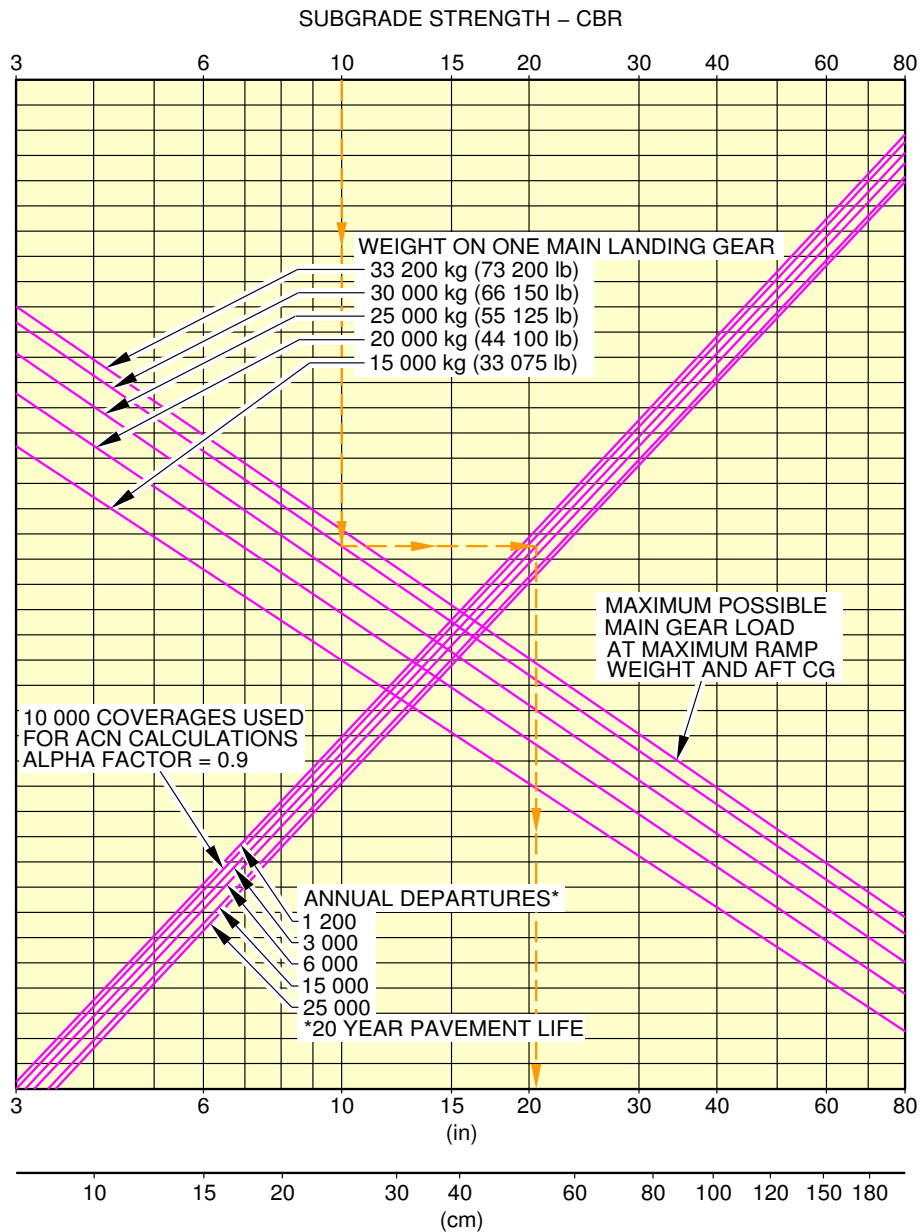 SUBGRADE STRENGTH – CBR
3 6 10 15 20 30 40 60 80
WEIGHT ON ONE MAIN LANDING GEAR
33 200 kg (73 200 lb)
30 000 kg (66 150 lb)
25 000 kg (55 125 lb)
20 000 kg (44 100 lb)
15 000 kg (33 075 lb)
MAXIMUM POSSIBLE
MAIN GEAR LOAD
AT MAXIMUM RAMP
WEIGHT AND AFT CG
10 000 COVERAGES USED
FOR ACN CALCULATIONS
ALPHA FACTOR = 0.9
ANNUAL DEPARTURES*
1 200
3 000
6 000
15 000
25 000
*20 YEAR PAVEMENT LIFE
3 6 10 15 20 30 40 60 80
(in)
10 15 20 30 40 60 80 100 120 150 180
(cm)